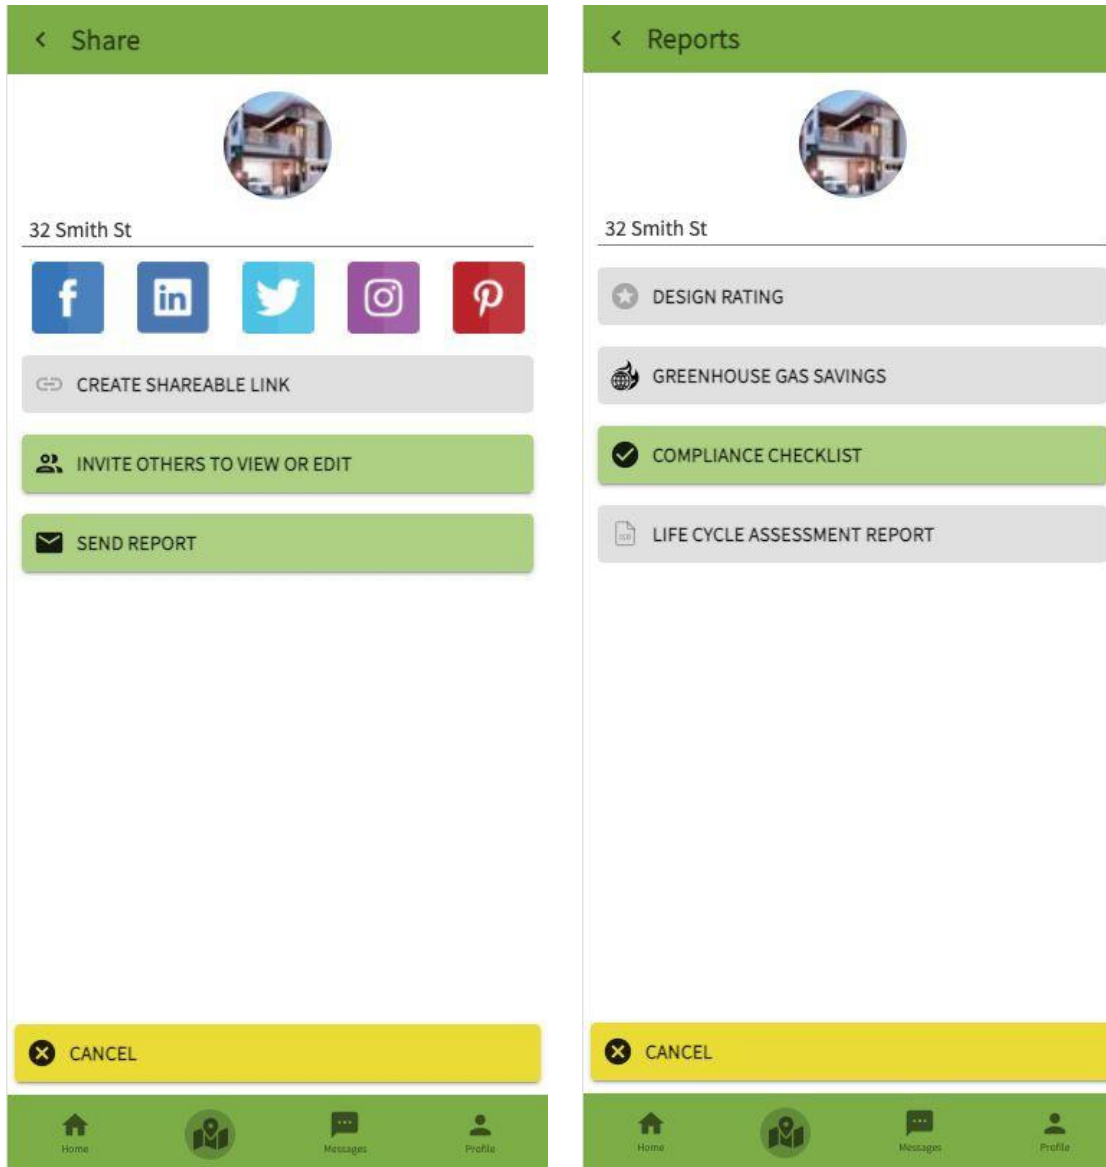 Share
32 Smith St
CREATE SHAREABLE LINK
INVITE OTHERS TO VIEW OR EDIT
SEND REPORT
CANCEL
Home
Messages
Profile
Reports
32 Smith St
DESIGN RATING
GREENHOUSE GAS SAVINGS
COMPLIANCE CHECKLIST
LIFE CYCLE ASSESSMENT REPORT
CANCEL
Home
Messages
Profile